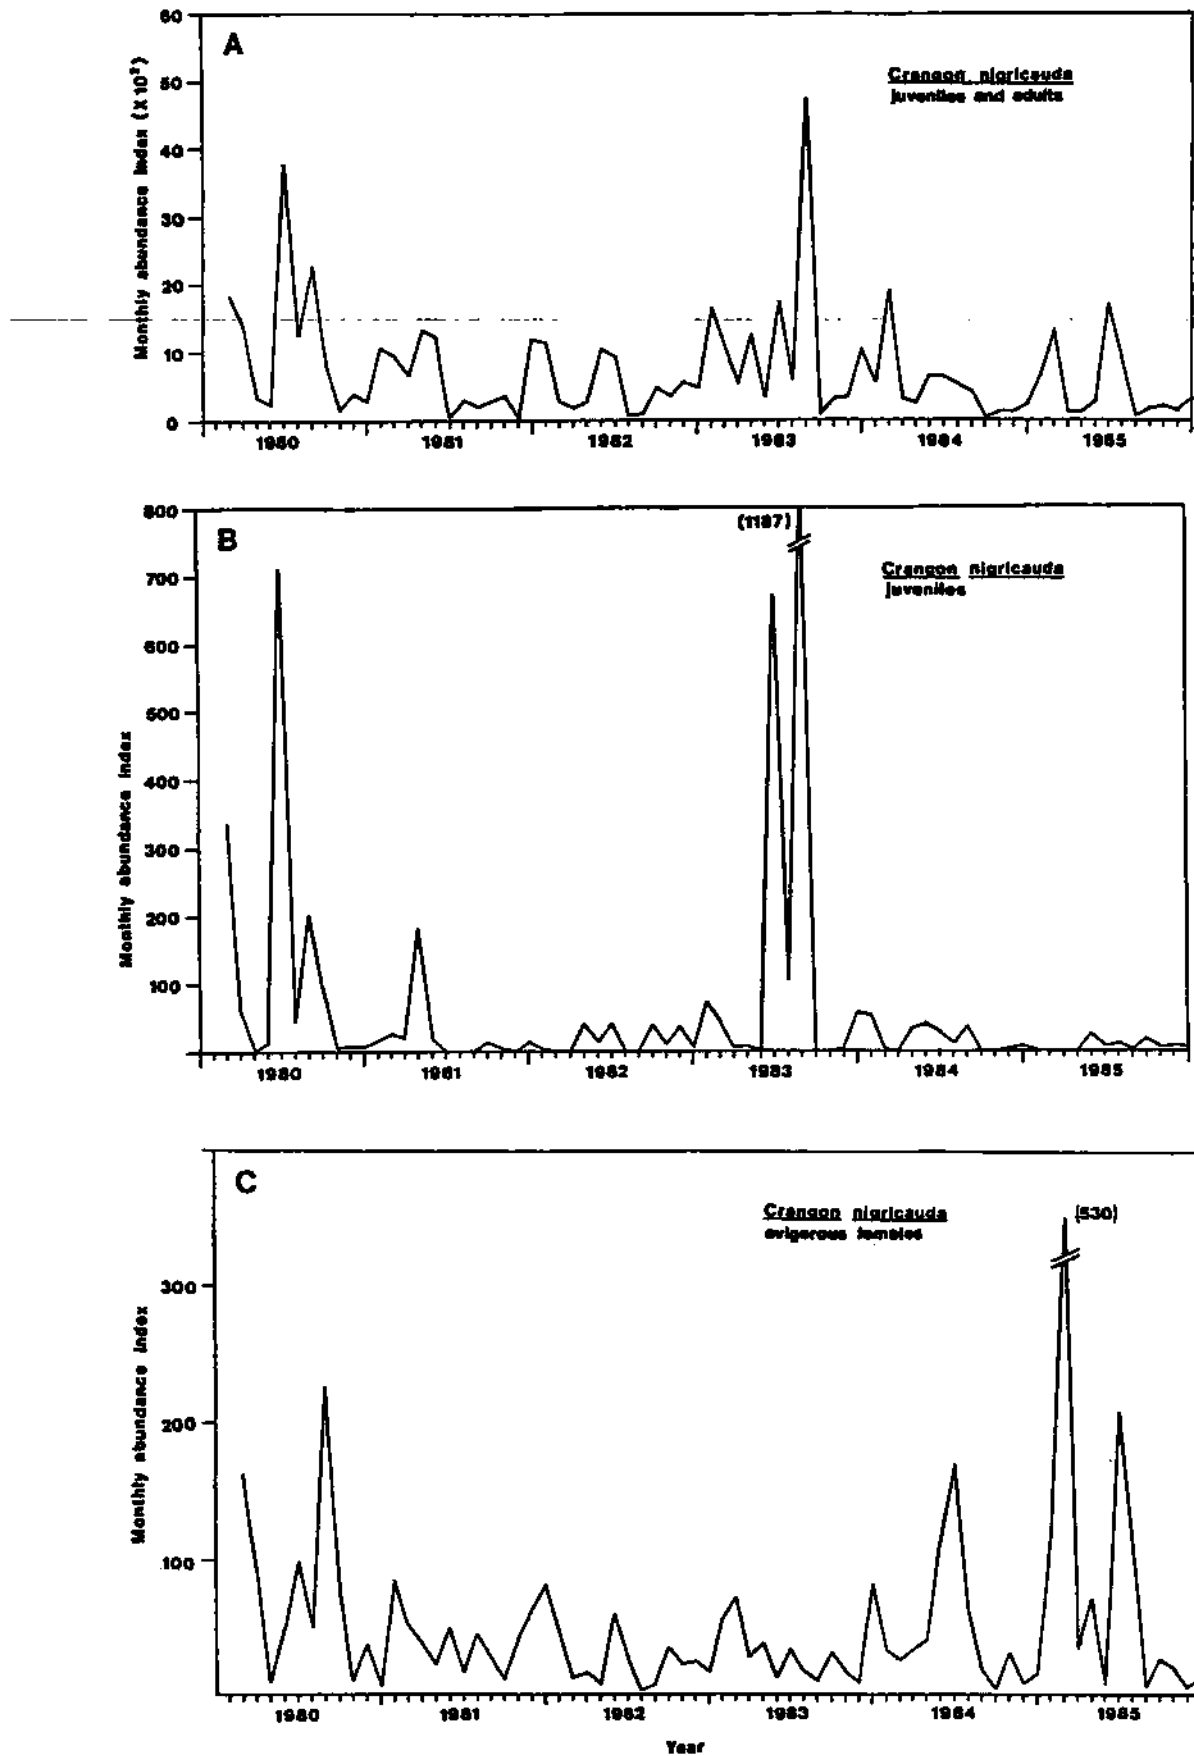 A
Crangon nigricauda
juveniles and adults
Monthly abundance index (X 10²)
60
50
40
30
20
10
0
1980 1981 1982 1983 1984 1985
B
(1187)
Crangon nigricauda
juveniles
Monthly abundance index
800
700
600
500
400
300
200
100
1980 1981 1982 1983 1984 1985
C
Crangon nigricauda
ovigerous females
(530)
Monthly abundance index
300
200
100
1980 1981 1982 1983 1984 1985
Year